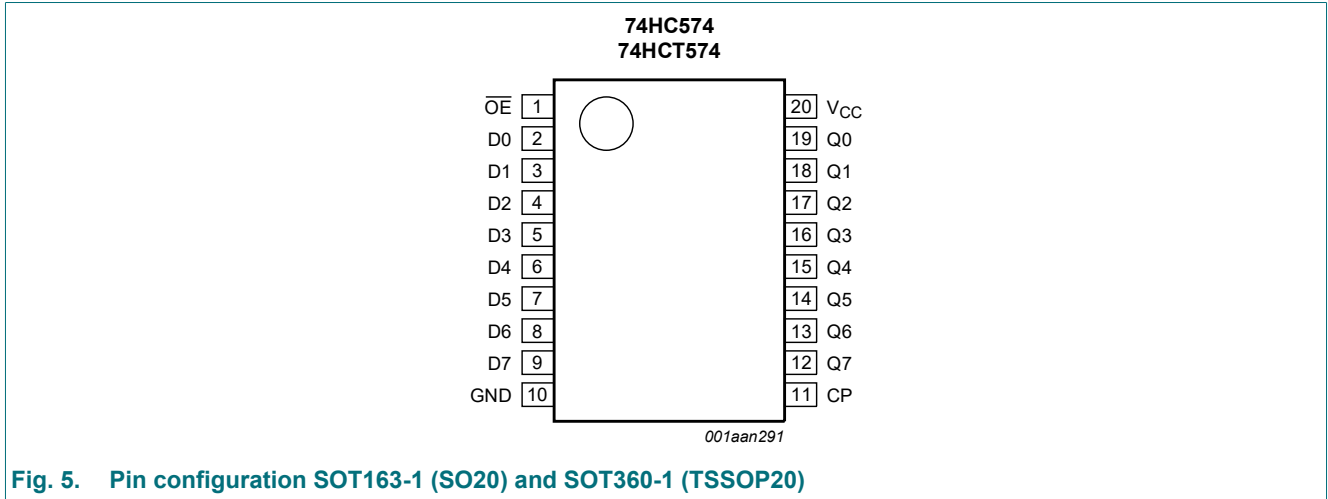 74HC574
74HCT574
OE 1 20 VCC
D0 2 19 Q0
D1 3 18 Q1
D2 4 17 Q2
D3 5 16 Q3
D4 6 15 Q4
D5 7 14 Q5
D6 8 13 Q6
D7 9 12 Q7
GND 10 11 CP
001aan291
Fig. 5. Pin configuration SOT163-1 (SO20) and SOT360-1 (TSSOP20)